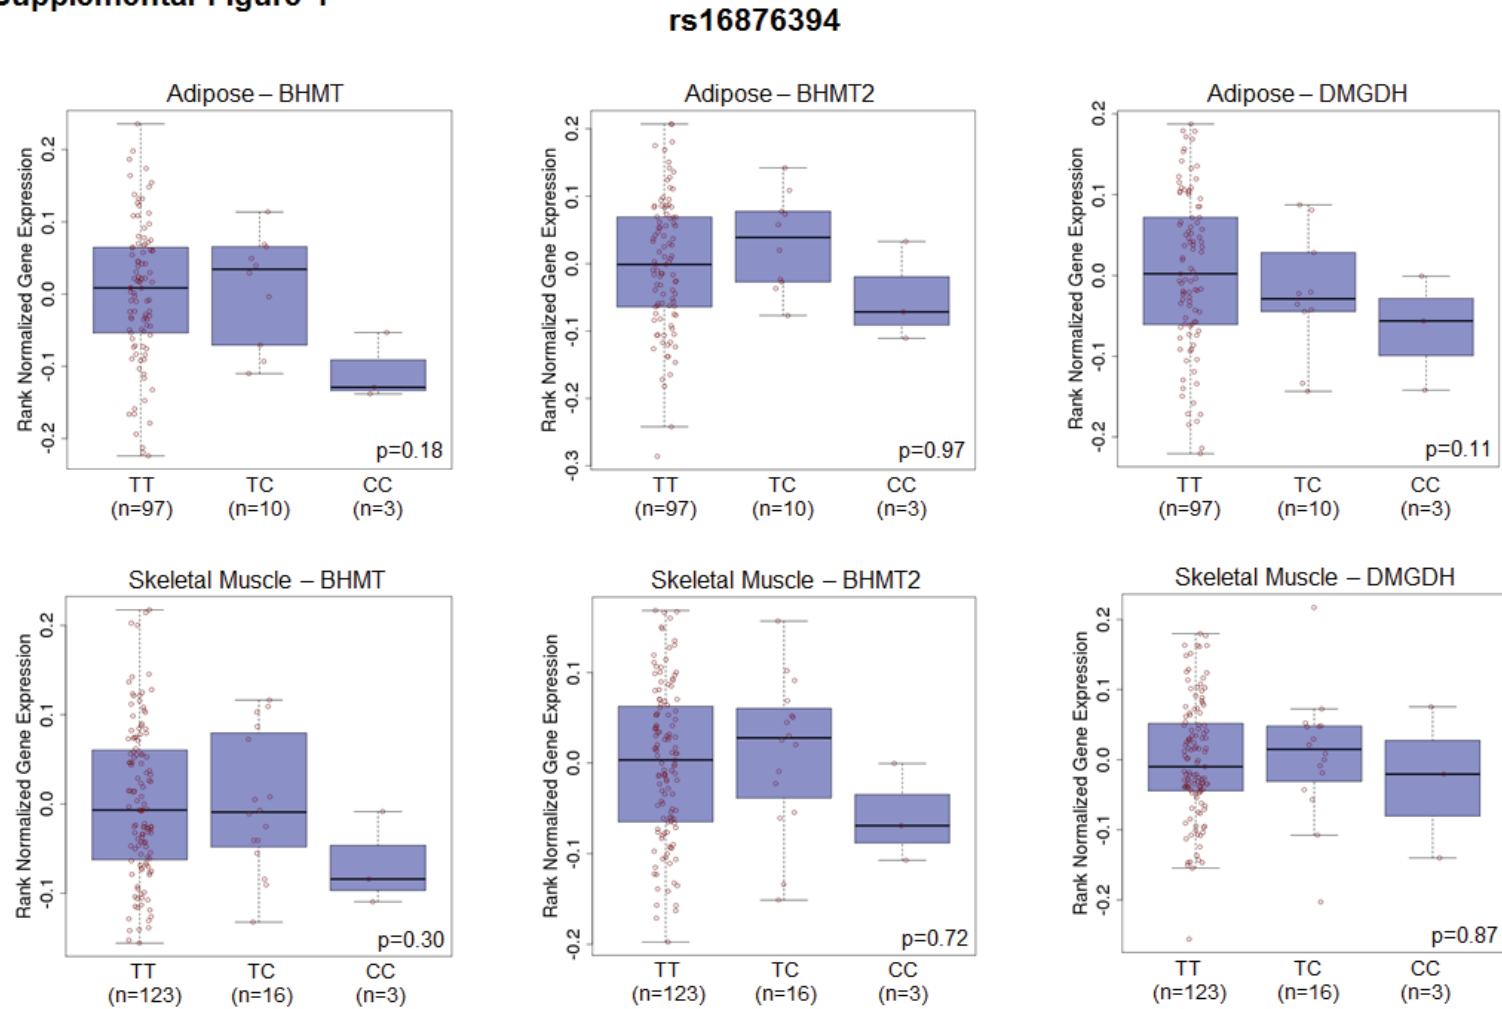 rs16876394
Adipose – BHMT
Rank Normalized Gene Expression
0.2
0.1
0.0
-0.1
-0.2
p=0.18
TT TC CC
(n=97) (n=10) (n=3)
Adipose – BHMT2
Rank Normalized Gene Expression
0.2
0.1
0.0
-0.1
-0.2
-0.3
p=0.97
TT TC CC
(n=97) (n=10) (n=3)
Adipose – DMGDH
Rank Normalized Gene Expression
0.2
0.1
0.0
-0.1
-0.2
p=0.11
TT TC CC
(n=97) (n=10) (n=3)
Skeletal Muscle – BHMT
Rank Normalized Gene Expression
0.2
0.1
0.0
-0.1
p=0.30
TT TC CC
(n=123) (n=16) (n=3)
Skeletal Muscle – BHMT2
Rank Normalized Gene Expression
0.1
0.0
-0.1
-0.2
p=0.72
TT TC CC
(n=123) (n=16) (n=3)
Skeletal Muscle – DMGDH
Rank Normalized Gene Expression
0.2
0.1
0.0
-0.1
-0.2
p=0.87
TT TC CC
(n=123) (n=16) (n=3)